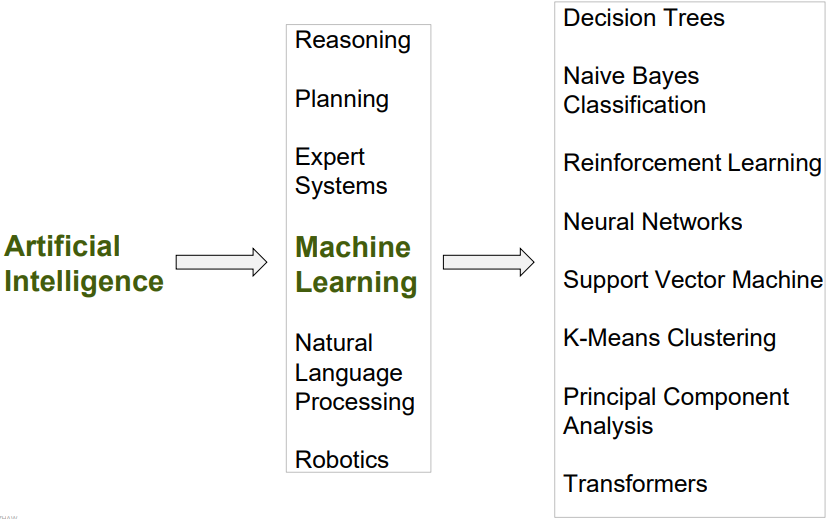 Artificial
Intelligence
Reasoning
Planning
Expert
Systems
Machine
Learning
Natural
Language
Processing
Robotics
Decision Trees
Naive Bayes
Classification
Reinforcement Learning
Neural Networks
Support Vector Machine
K-Means Clustering
Principal Component
Analysis
Transformers